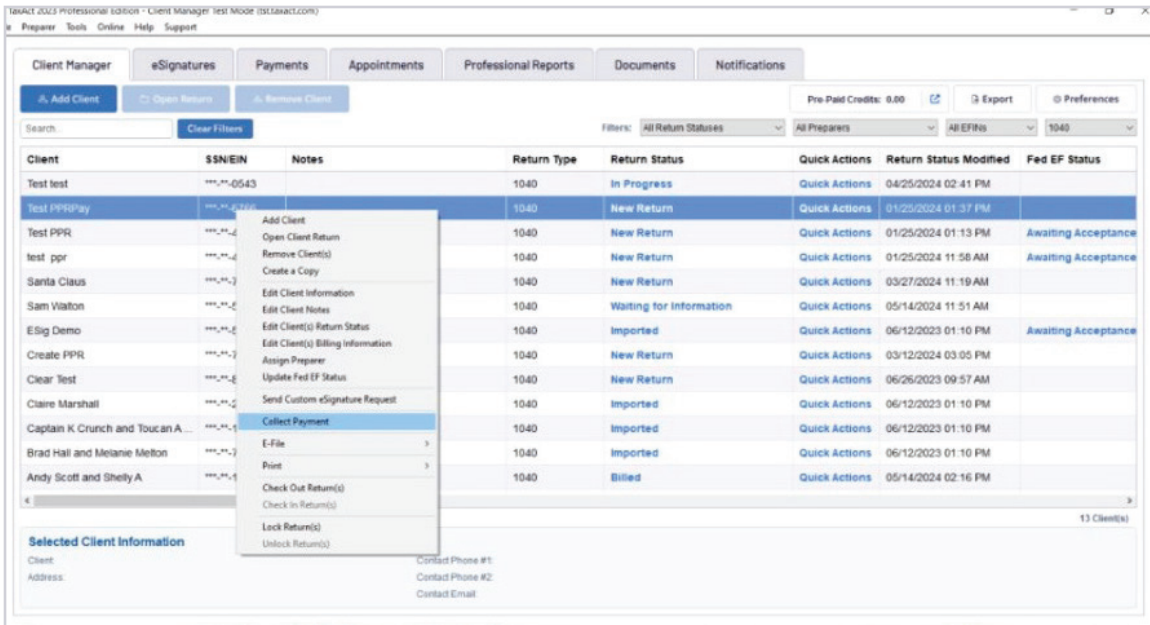 TaxAct 2023 Professional Edition - Client Manager Test Mode (tst.taxact.com)
Preparer Tools Online Help Support
Client Manager eSignatures Payments Appointments Professional Reports Documents Notifications
Add Client Open Return Remove Client Pre-Paid Credits: 0.00 Export Preferences
Search... Clear Filters Filters: All Return Statuses All Preparers All EFINs 1040
Client SSN/EIN Notes Return Type Return Status Quick Actions Return Status Modified Fed EF Status
Test test ***-**-0543 1040 In Progress Quick Actions 04/25/2024 02:41 PM
Test PPRPay ***-**-6766 1040 New Return Quick Actions 01/25/2024 01:37 PM
Test PPR 1040 New Return Quick Actions 01/25/2024 01:13 PM Awaiting Acceptance
test ppr 1040 New Return Quick Actions 01/25/2024 11:58 AM Awaiting Acceptance
Santa Claus 1040 New Return Quick Actions 03/27/2024 11:19 AM
Sam Walton 1040 Waiting for Information Quick Actions 05/14/2024 11:51 AM
ESig Demo 1040 Imported Quick Actions 06/12/2023 01:10 PM Awaiting Acceptance
Create PPR 1040 New Return Quick Actions 03/12/2024 03:05 PM
Clear Test 1040 New Return Quick Actions 06/26/2023 09:57 AM
Claire Marshall 1040 Imported Quick Actions 06/12/2023 01:10 PM
Captain K Crunch and Toucan A... 1040 Imported Quick Actions 06/12/2023 01:10 PM
Brad Hall and Melanie Melton 1040 Imported Quick Actions 06/12/2023 01:10 PM
Andy Scott and Shelly A 1040 Billed Quick Actions 05/14/2024 02:16 PM
Add Client
Open Client Return
Remove Client(s)
Create a Copy
Edit Client Information
Edit Client Notes
Edit Client(s) Return Status
Edit Client(s) Billing Information
Assign Preparer
Update Fed EF Status
Send Custom eSignature Request
Collect Payment
E-File
Print
Check Out Return(s)
Check In Return(s)
Lock Return(s)
Unlock Return(s)
13 Client(s)
Selected Client Information
Client: Contact Phone #1:
Address: Contact Phone #2:
Contact Email: